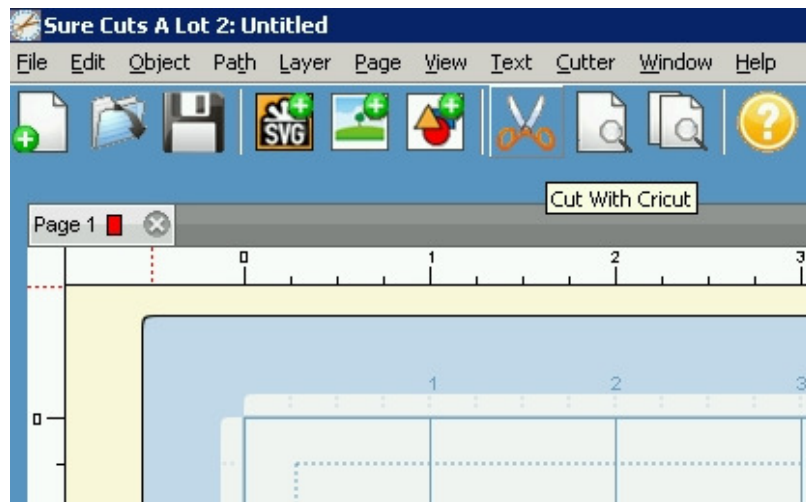 Sure Cuts A Lot 2: Untitled
File Edit Object Path Layer Page View Text Cutter Window Help
SVG ?
Cut With Cricut
Page 1
0 1 2 3
1 2 3
0